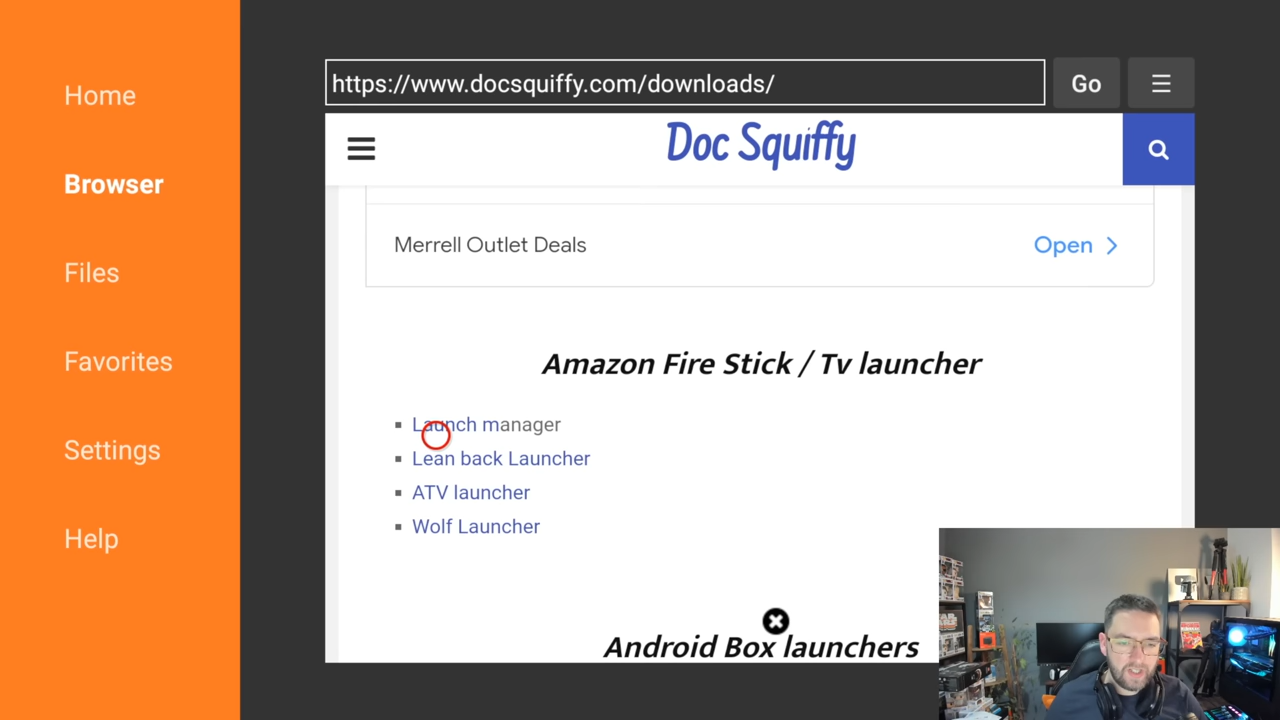 Home
Browser
Files
Favorites
Settings
Help
https://www.docsquiffy.com/downloads/
Go
Doc Squiffy
Merrell Outlet Deals
Open
Amazon Fire Stick / Tv launcher
Launch manager
Lean back Launcher
ATV launcher
Wolf Launcher
Android Box launchers